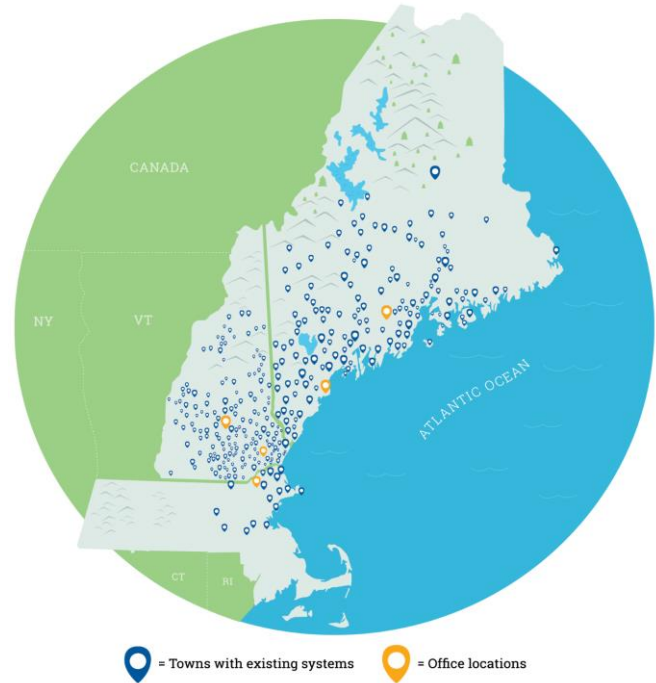 CANADA
NY
VT
ATLANTIC OCEAN
CT
RI
= Towns with existing systems
= Office locations